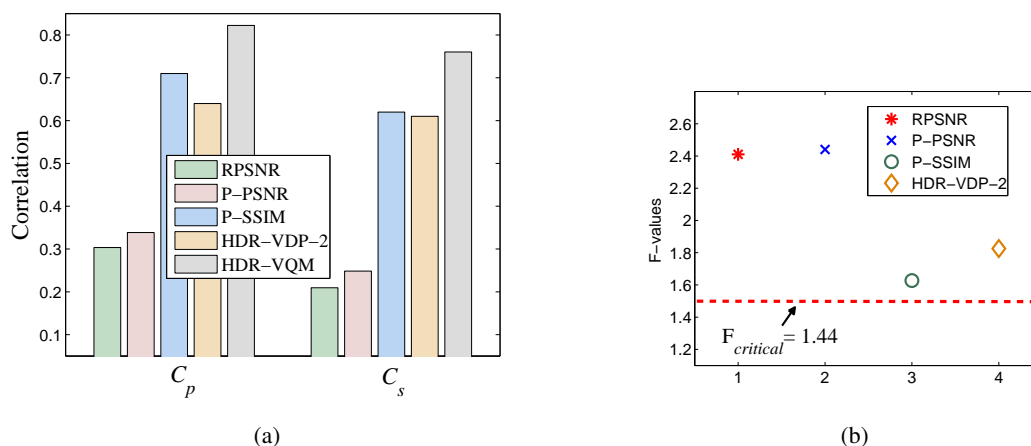 0.8
0.7
0.6
0.5
0.4
0.3
0.2
0.1
Correlation
RPSNR
P−PSNR
P−SSIM
HDR−VDP−2
HDR−VQM
C_p
C_s
(a)
2.6
2.4
2.2
2
1.8
1.6
1.4
1.2
F−values
RPSNR
P−PSNR
P−SSIM
HDR−VDP−2
F_critical = 1.44
1 2 3 4
(b)